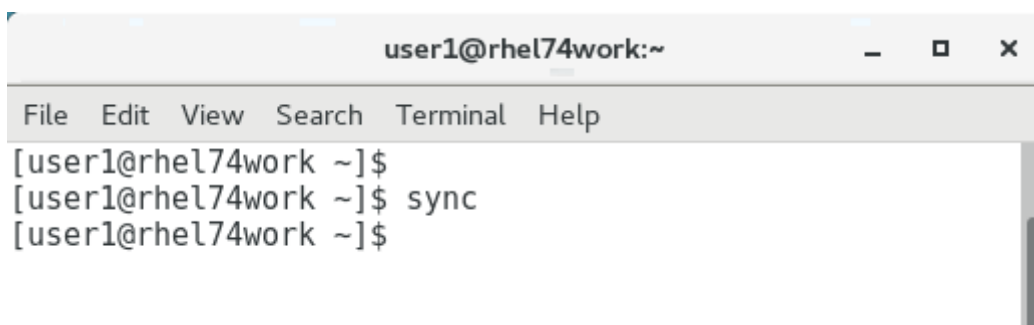 user1@rhel74work:~
File Edit View Search Terminal Help
[user1@rhel74work ~]$
[user1@rhel74work ~]$ sync
[user1@rhel74work ~]$